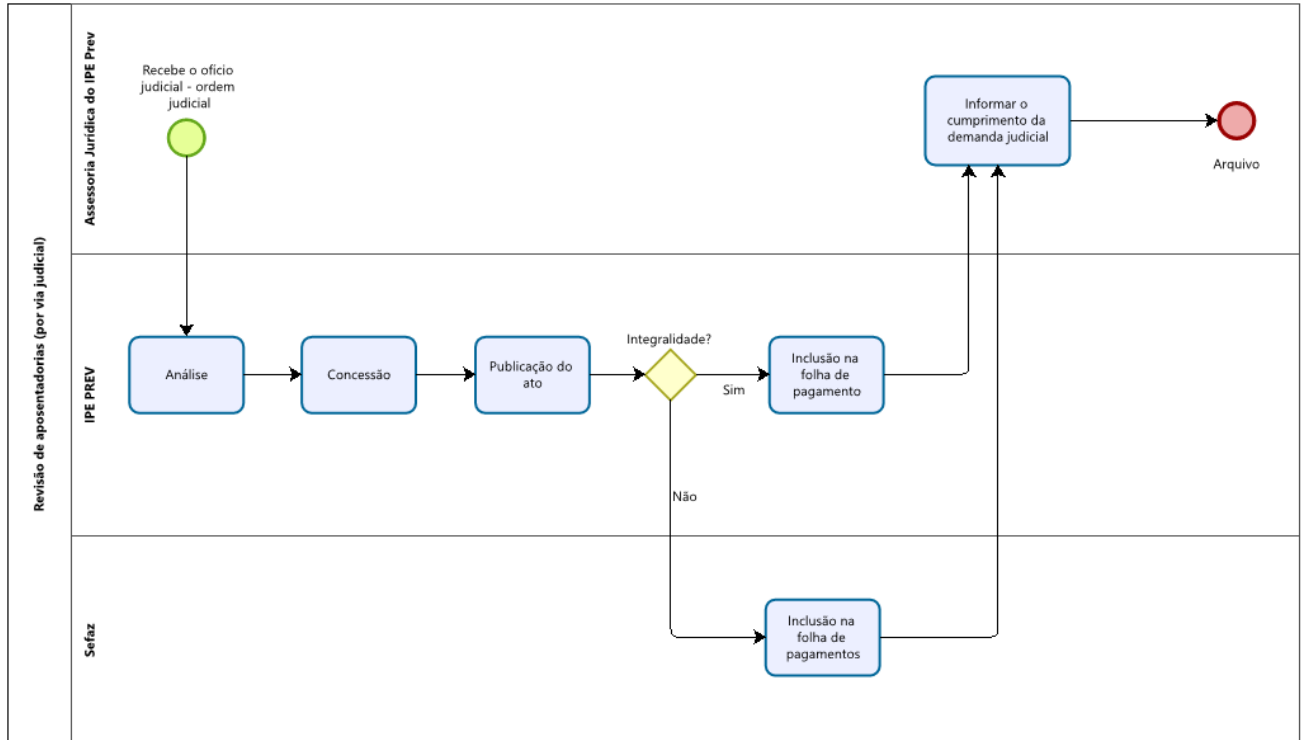 Revisão de aposentadorias (por via judicial)
Assessoria Jurídica do IPE Prev
Recebe o ofício
judicial - ordem
judicial
Informar o
cumprimento da
demanda judicial
Arquivo
IPE PREV
Análise
Concessão
Publicação do
ato
Integralidade?
Sim
Não
Inclusão na
folha de
pagamento
Sefaz
Inclusão na
folha de
pagamentos